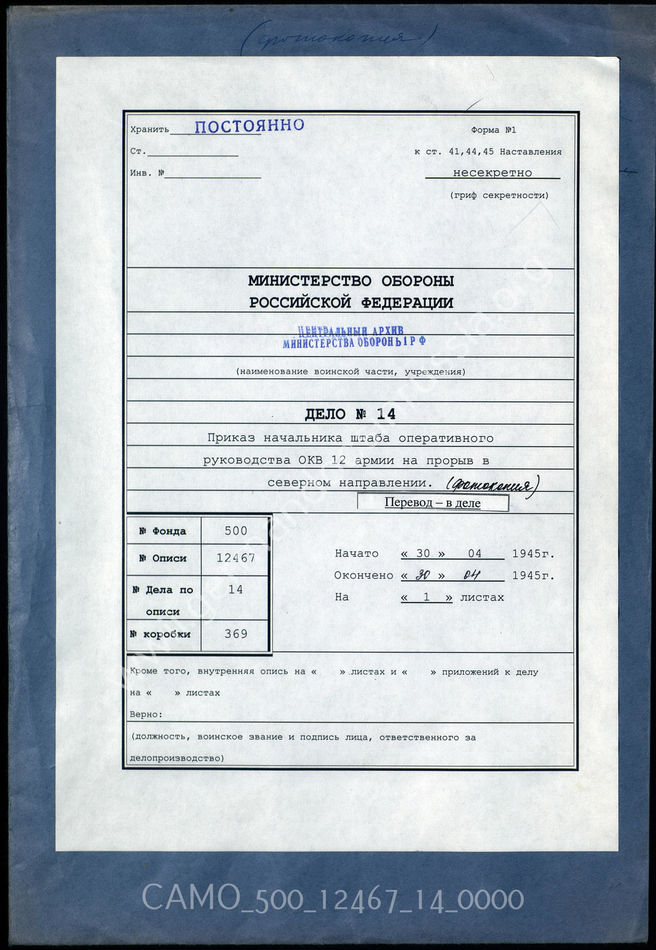 (фотокопия)
Хранить ПОСТОЯННО
Форма №1
Ст.
к ст. 41,44,45 Наставления
Инв. №
несекретно
(гриф секретности)
МИНИСТЕРСТВО ОБОРОНЫ
РОССИЙСКОЙ ФЕДЕРАЦИИ
ЦЕНТРАЛЬНЫЙ АРХИВ
МИНИСТЕРСТВА ОБОРОНЫ РФ
(наименование воинской части, учреждения)
ДЕЛО № 14
Приказ начальника штаба оперативного
руководства ОКВ 12 армии на прорыв в
северном направлении. (фотокопия)
Перевод – в деле
№ Фонда 500
№ Описи 12467
№ Дела по
описи
14
№ коробки 369
Начато « 30 » 04 1945г.
Окончено « 30 » 04 1945г.
На « 1 » листах
Кроме того, внутренняя опись на « » листах и « » приложений к делу
на « » листах
Верно:
(должность, воинское звание и подпись лица, ответственного за
делопроизводство)
CAMO_500_12467_14_0000